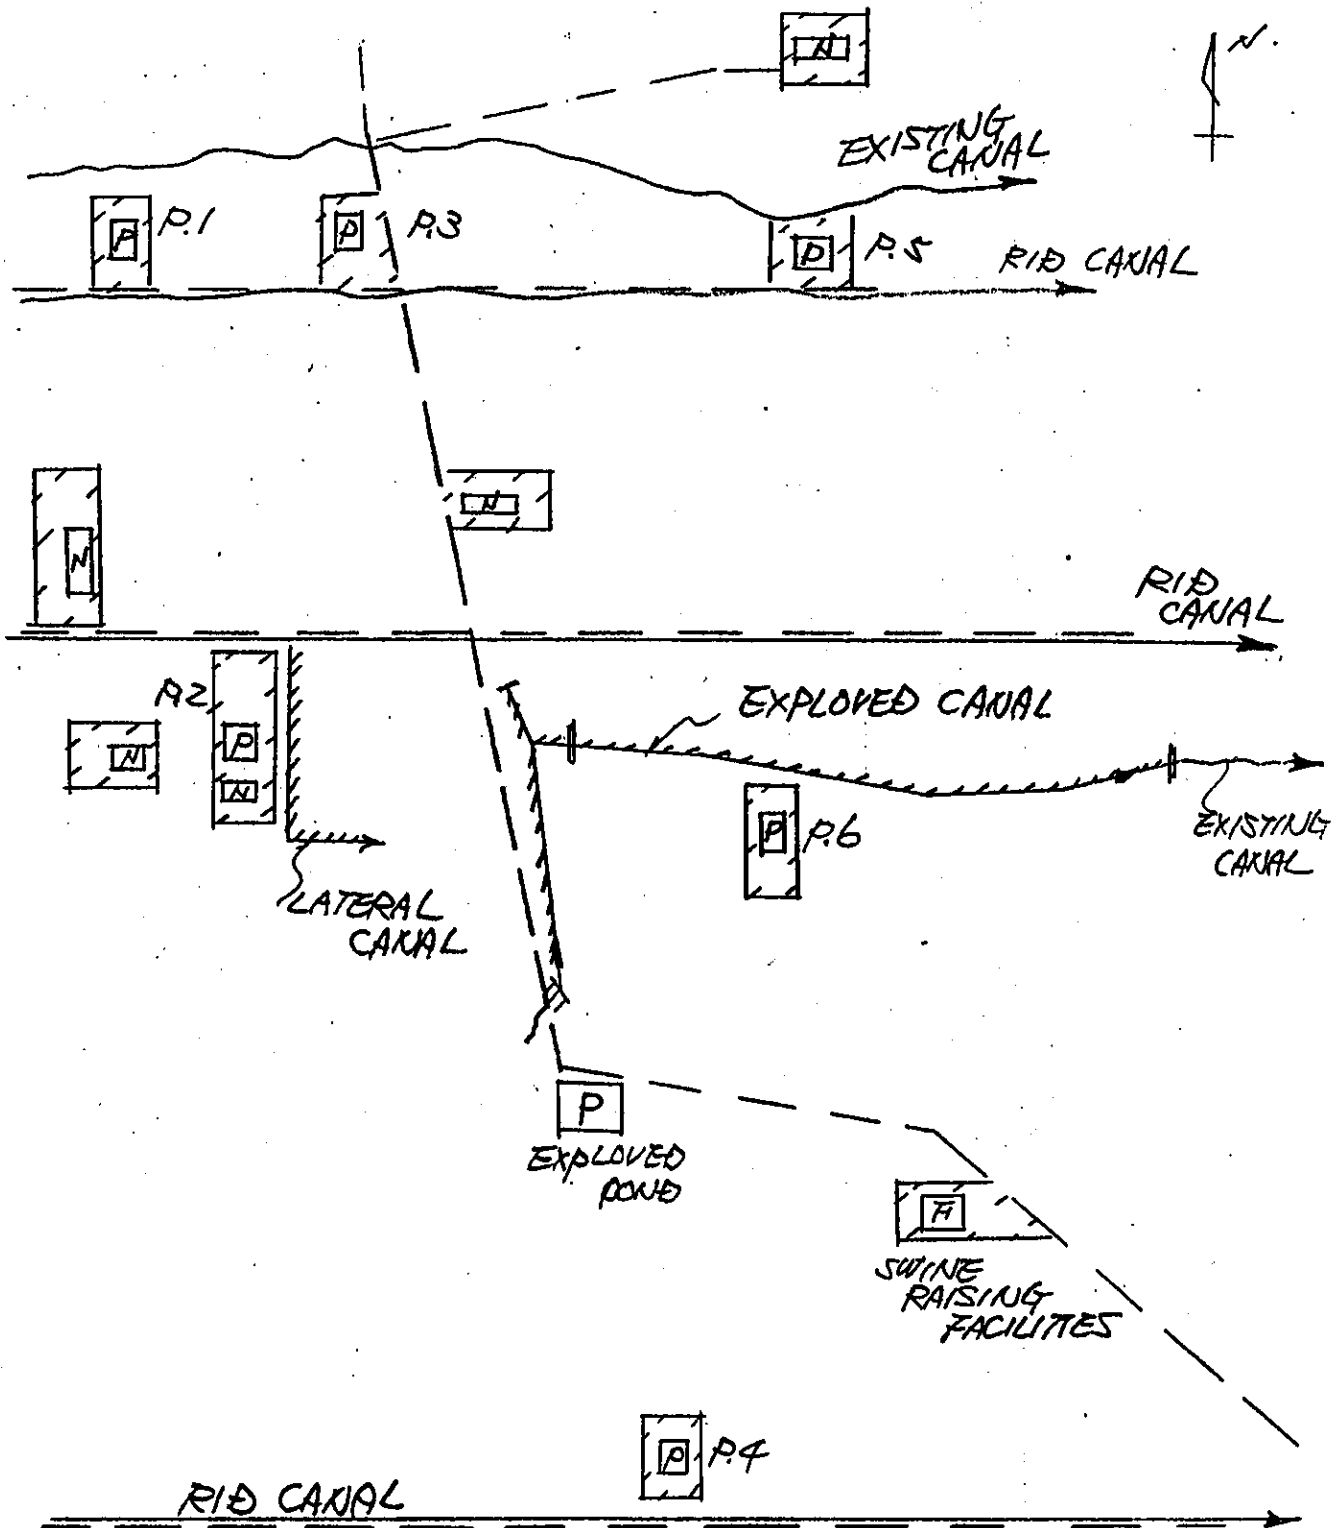 N
N.
EXISTING
CANAL
P
P.1
P
P.3
P
P.5
RID CANAL
N
N
RID
CANAL
P.2
P
N
N
EXPLOVED CANAL
P
P.6
EXISTING
CANAL
LATERAL
CANAL
P
EXPLOVED
POND
H
SWINE
RAISING
FACILITIES
P
P.4
RID CANAL